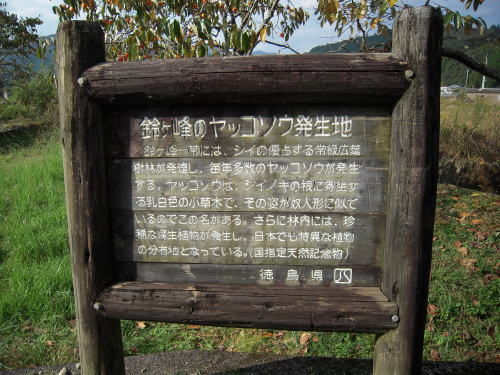 鈴ヶ峰のヤッコソウ発生地
鈴ヶ峰一帯には、シイの優占する常緑広葉
樹林が発達し、毎年多数のヤッコソウが発生
する。ヤッコソウは、シイノキの根に寄生す
る乳白色の小草木で、その姿が奴人形に似て
いるのでこの名がある。さらに林内には、珍
稀な寄生植物が発生し、日本でも特異な植物
の分布地となっている。(国指定天然記念物)
徳島県